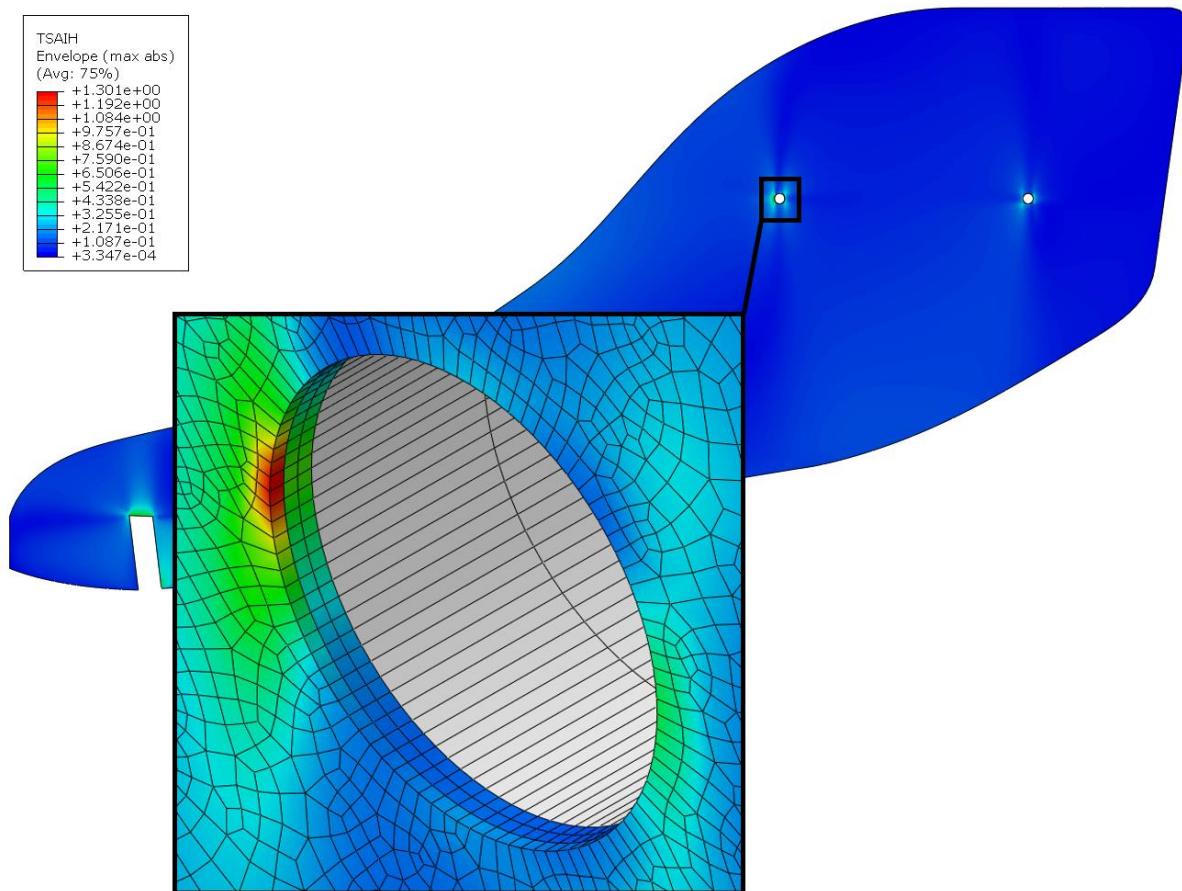 TSAIH
Envelope (max abs)
(Avg: 75%)
+1.301e+00
+1.192e+00
+1.084e+00
+9.757e-01
+8.674e-01
+7.590e-01
+6.506e-01
+5.422e-01
+4.338e-01
+3.255e-01
+2.171e-01
+1.087e-01
+3.347e-04